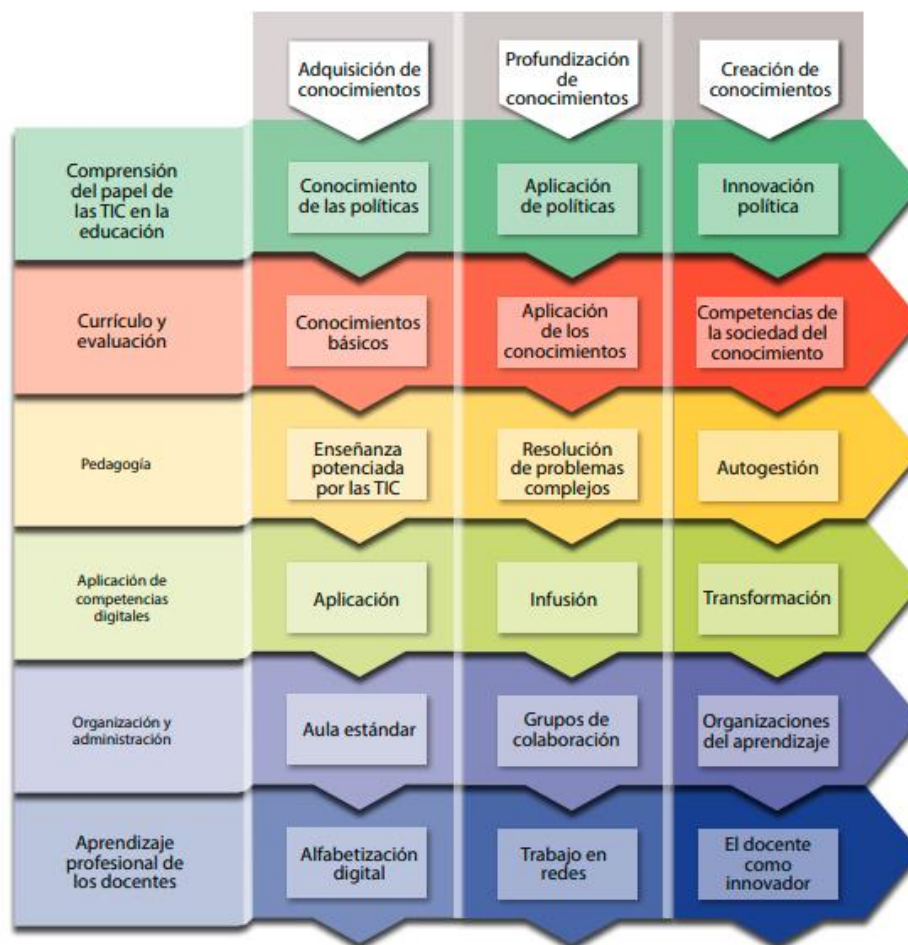 Adquisición de
conocimientos
Profundización
de
conocimientos
Creación de
conocimientos
Comprensión
del papel de
las TIC en la
educación
Conocimiento
de las políticas
Aplicación
de políticas
Innovación
política
Currículo y
evaluación
Conocimientos
básicos
Aplicación
de los
conocimientos
Competencias de
la sociedad del
conocimiento
Pedagogía
Enseñanza
potenciada
por las TIC
Resolución
de problemas
complejos
Autogestión
Aplicación de
competencias
digitales
Aplicación
Infusión
Transformación
Organización y
administración
Aula estándar
Grupos de
colaboración
Organizaciones
del aprendizaje
Aprendizaje
profesional de
los docentes
Alfabetización
digital
Trabajo en
redes
El docente
como
innovador